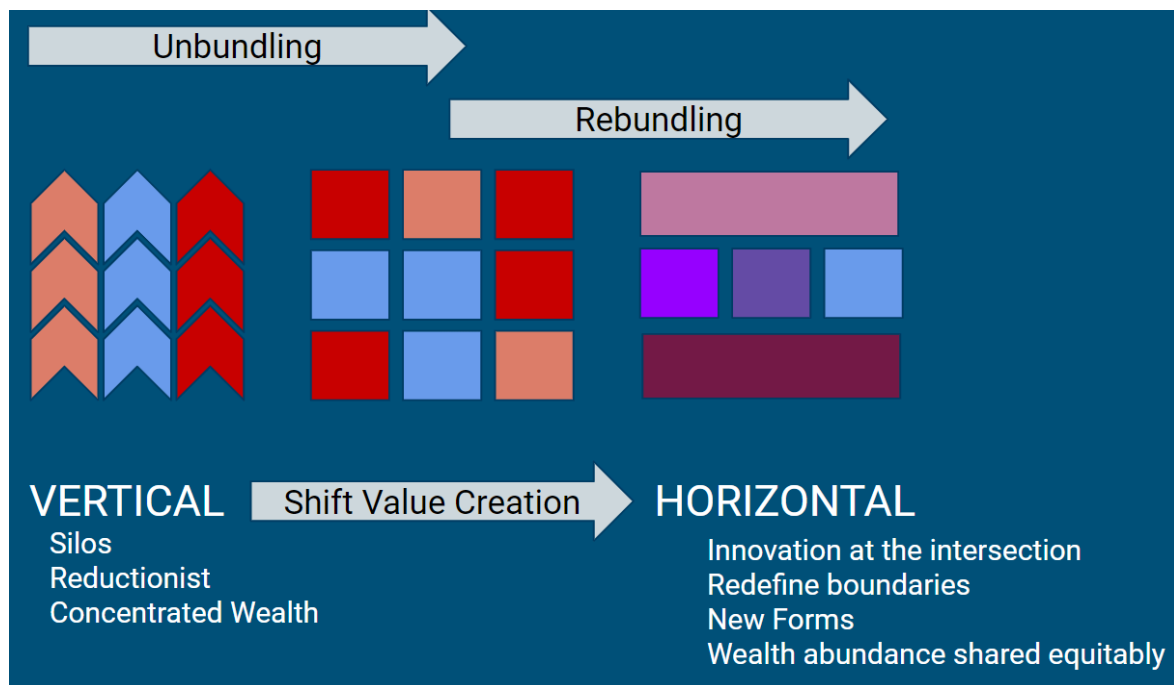 Unbundling
Rebundling
VERTICAL
Silos
Reductionist
Concentrated Wealth
Shift Value Creation
HORIZONTAL
Innovation at the intersection
Redefine boundaries
New Forms
Wealth abundance shared equitably